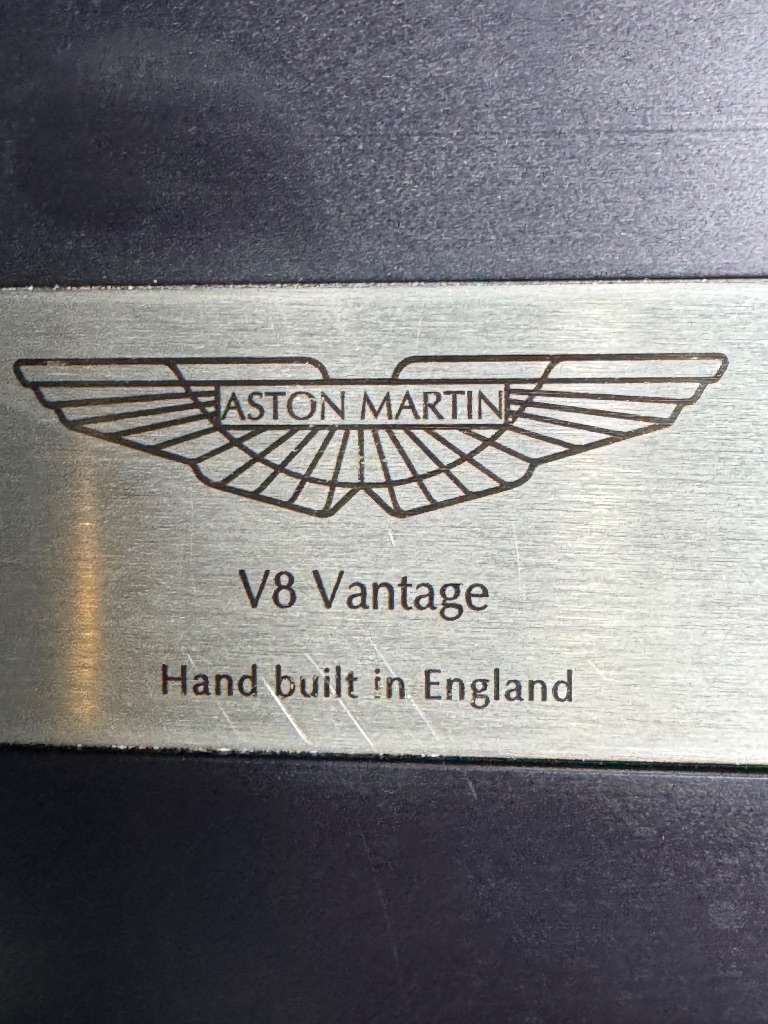 ASTON MARTIN
V8 Vantage
Hand built in England